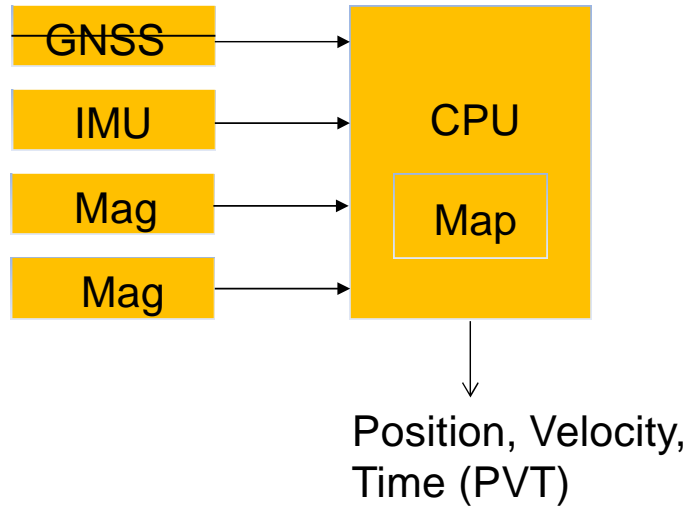 GNSS
IMU
CPU
Mag
Map
Mag
Position, Velocity,
Time (PVT)